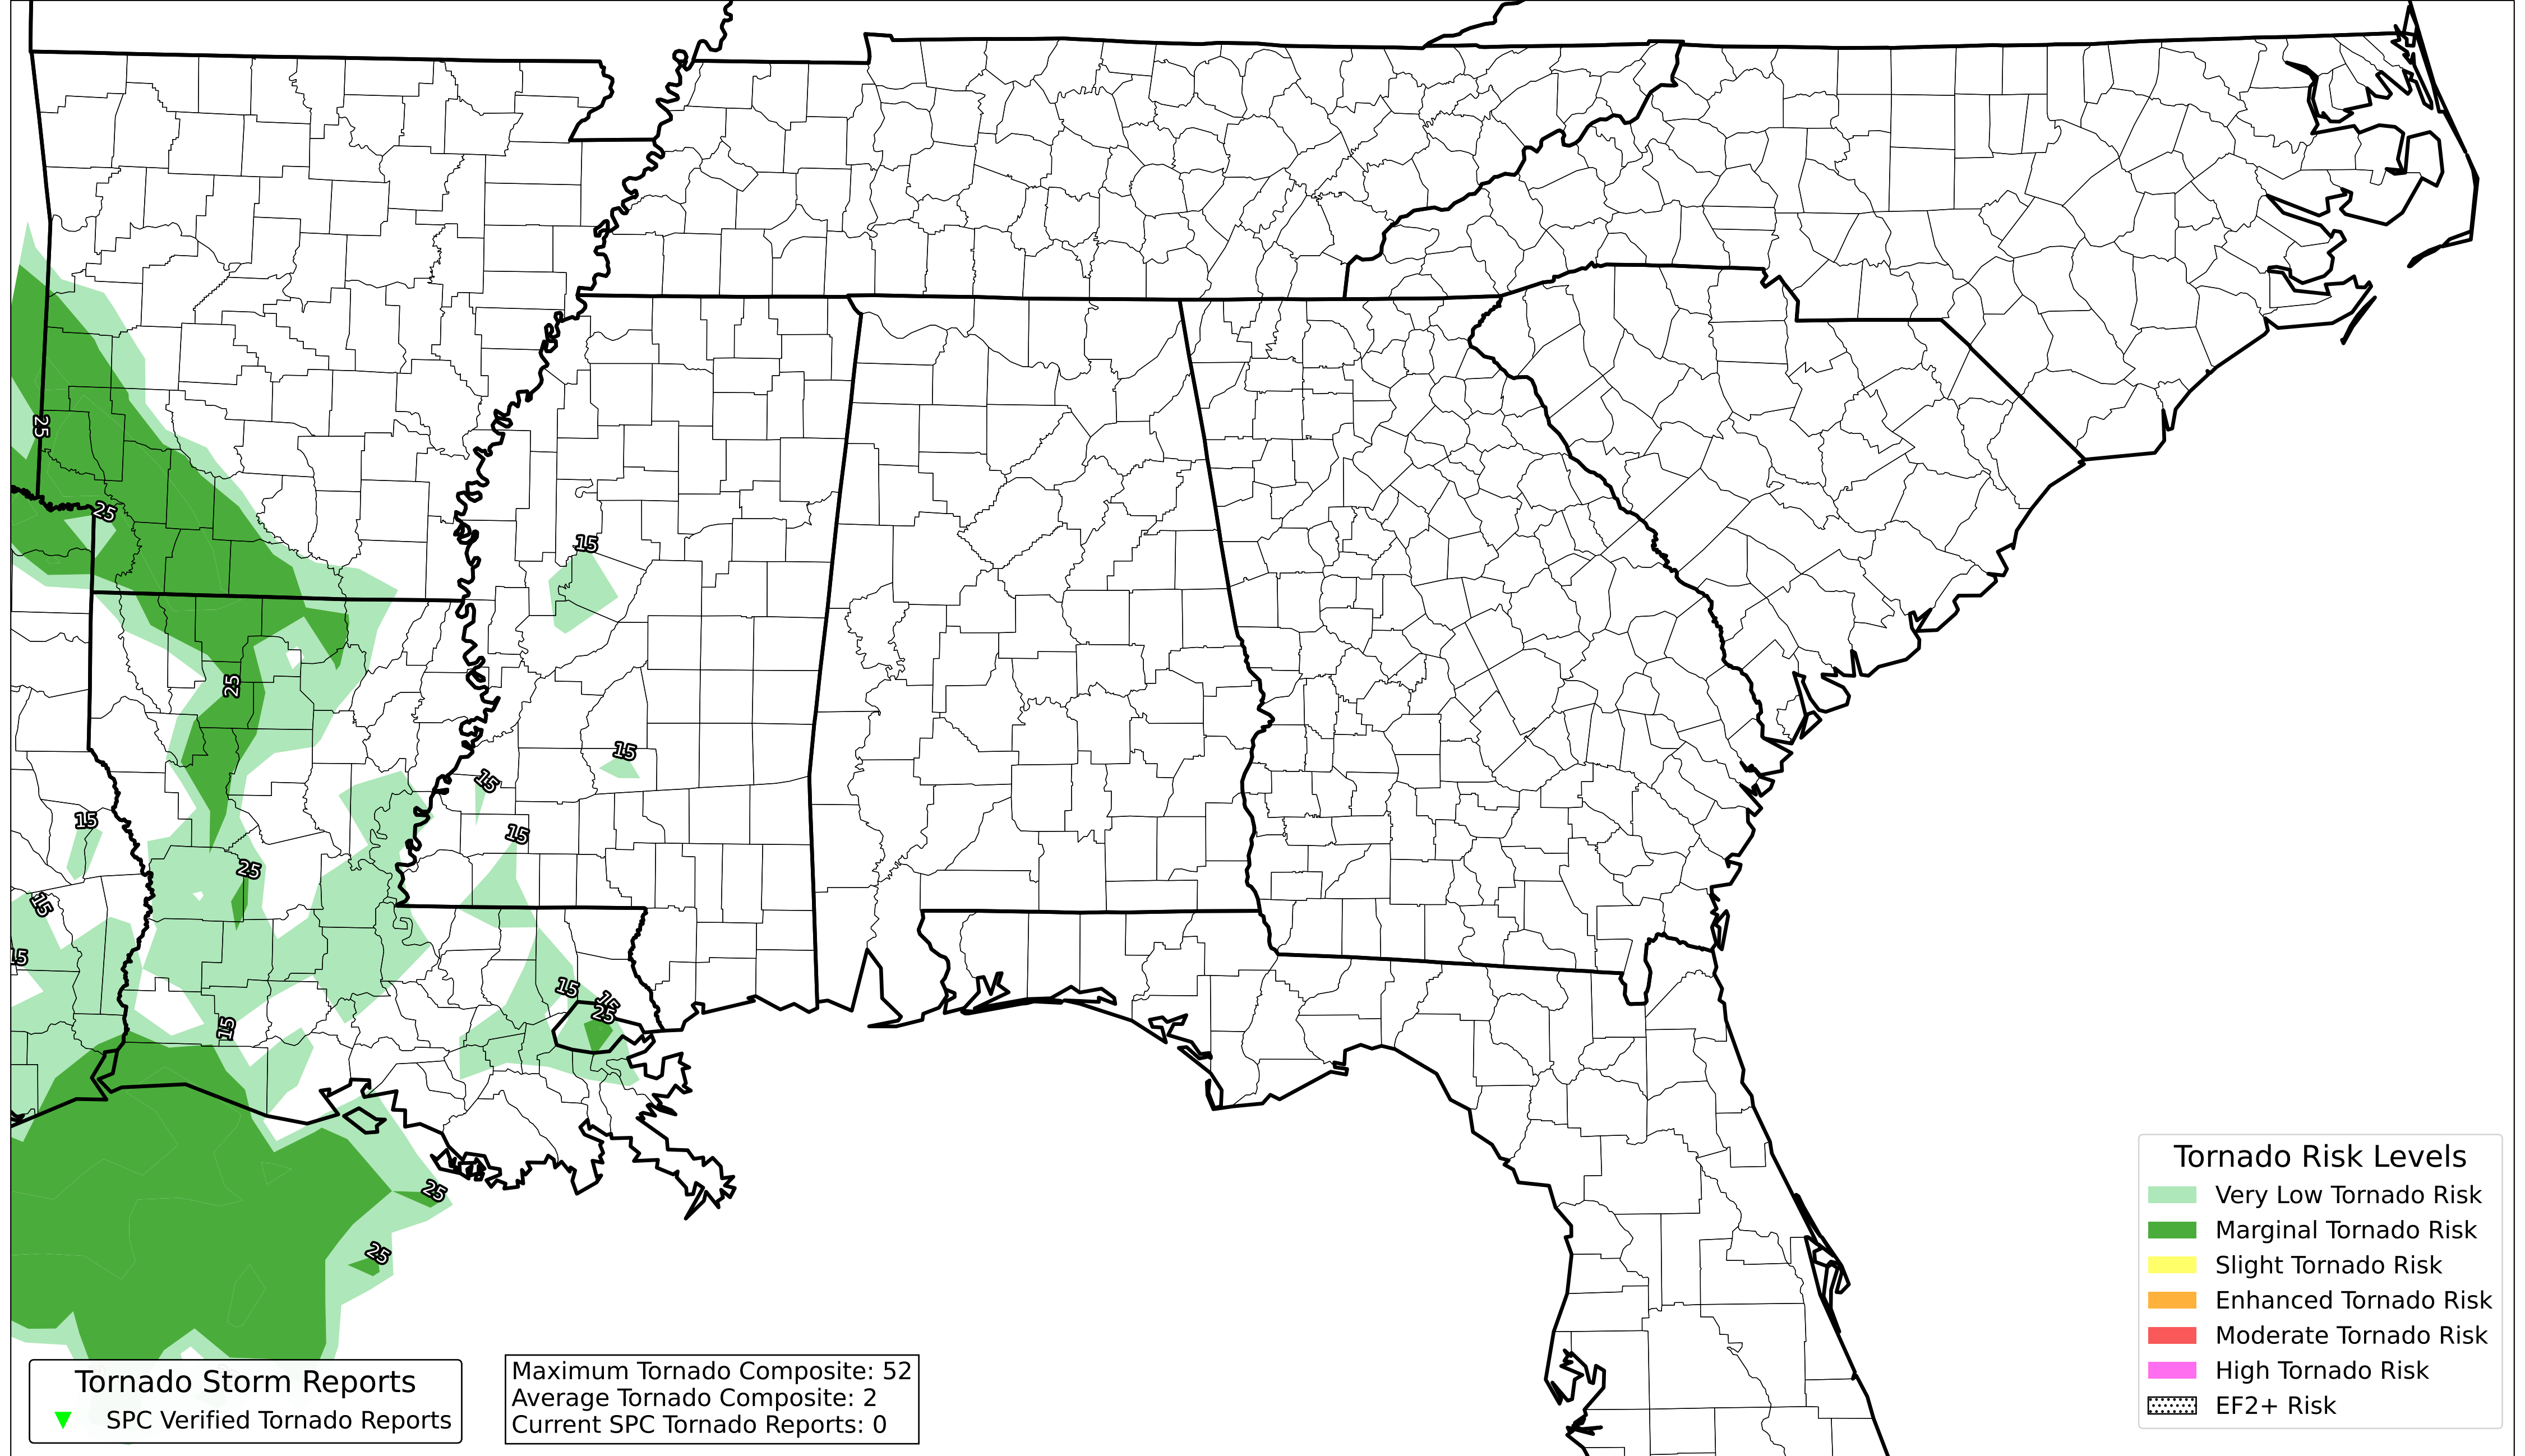 25
25
15
25
15
15
15
15
25
15
15
15
15
25
15
25
25
Tornado Risk Levels
Very Low Tornado Risk
Marginal Tornado Risk
Slight Tornado Risk
Enhanced Tornado Risk
Moderate Tornado Risk
High Tornado Risk
EF2+ Risk
Tornado Storm Reports
SPC Verified Tornado Reports
Maximum Tornado Composite: 52
Average Tornado Composite: 2
Current SPC Tornado Reports: 0